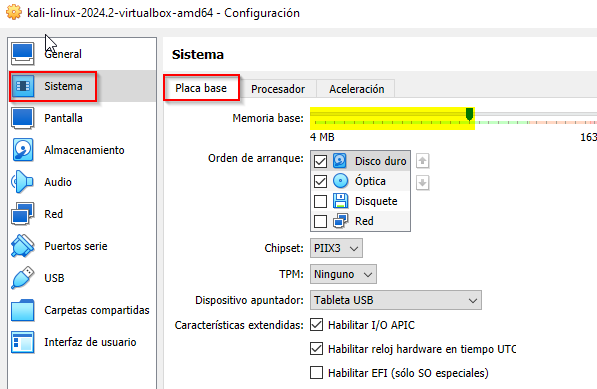 kali-linux-2024.2-virtualbox-amd64 - Configuración
General
Sistema
Pantalla
Almacenamiento
Audio
Red
Puertos serie
USB
Carpetas compartidas
Interfaz de usuario
Sistema
Placa base Procesador Aceleración
Memoria base:
4 MB 163
Orden de arranque: Disco duro
Óptica
Disquete
Red
Chipset: PIIX3
TPM: Ninguno
Dispositivo apuntador: Tableta USB
Características extendidas: Habilitar I/O APIC
Habilitar reloj hardware en tiempo UTC
Habilitar EFI (sólo SO especiales)